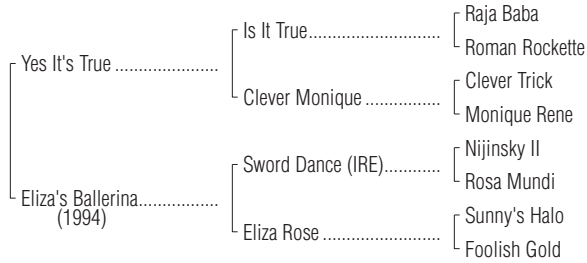 Raja Baba
Is It True
Roman Rockette
Yes It's True
Clever Trick
Clever Monique
Monique Rene
Nijinsky II
Sword Dance (IRE)
Rosa Mundi
Eliza's Ballerina
(1994)
Sunny's Halo
Eliza Rose
Foolish Gold